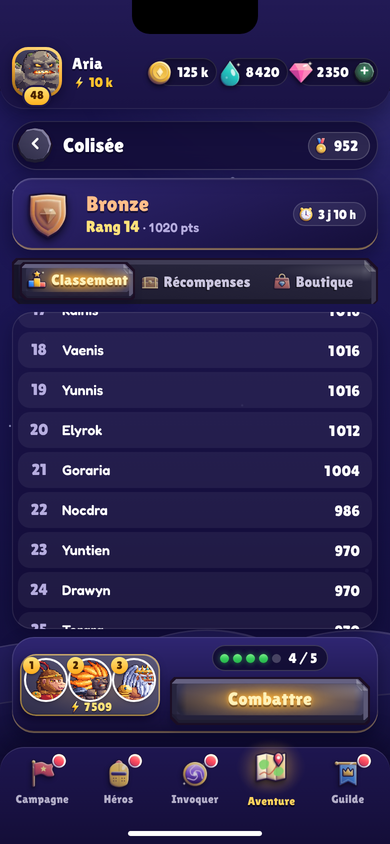 Aria
10 k
48
125 k
8420
2350
Colisée
952
Bronze
Rang 14 · 1020 pts
3 j 10 h
Classement
Récompenses
Boutique
18 Vaenis 1016
19 Yunnis 1016
20 Elyrok 1012
21 Goraria 1004
22 Nocdra 986
23 Yuntien 970
24 Drawyn 970
1 2 3
7509
4 / 5
Combattre
Campagne
Héros
Invoquer
Aventure
Guilde